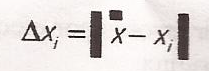 Δxᵢ = |x̄ − xᵢ|